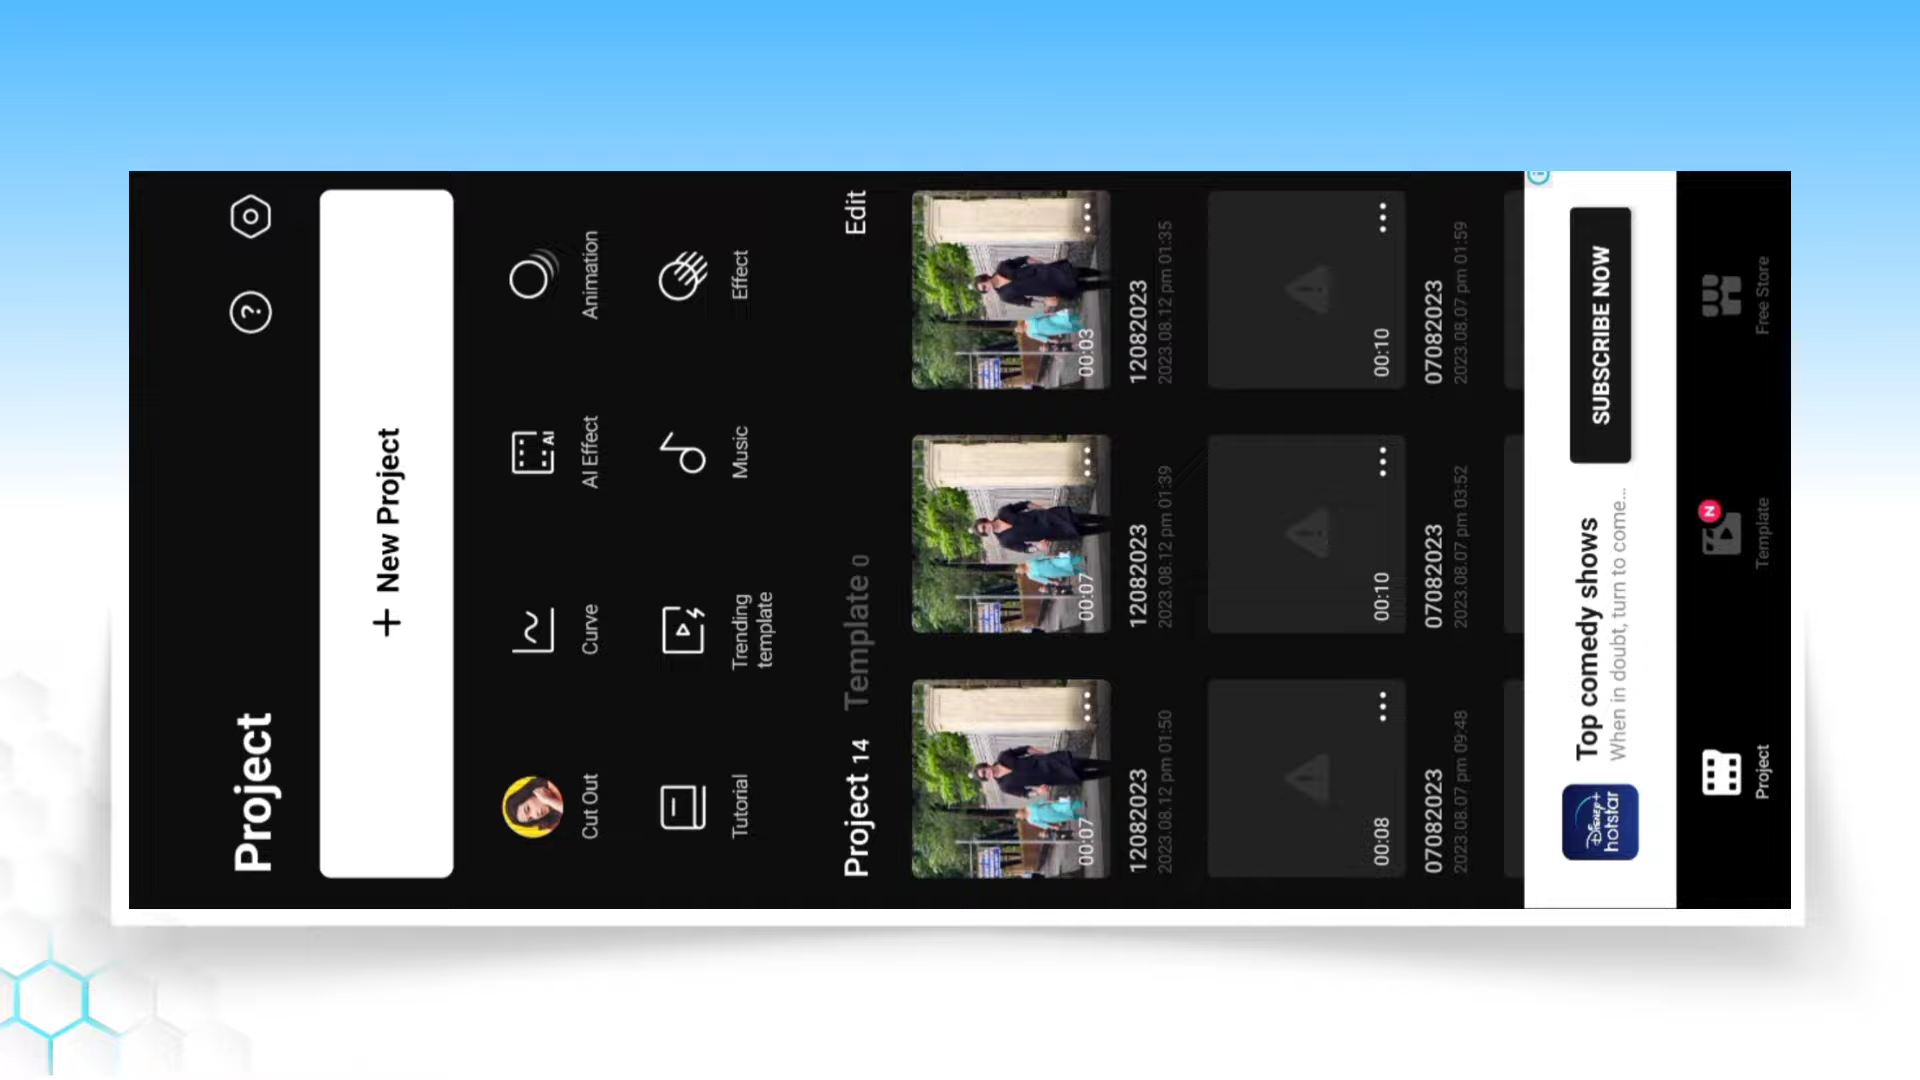 Project
+ New Project
Cut Out
Curve
AI Effect
Animation
Tutorial
Trending
template
Music
Effect
Project 14
Template 0
Edit
00:07
00:07
00:03
12082023
12082023
12082023
2023.08.12 pm 01:50
2023.08.12 pm 01:39
2023.08.12 pm 01:35
00:08
00:10
00:10
07082023
07082023
07082023
2023.08.07 pm 09:48
2023.08.07 pm 03:52
2023.08.07 pm 01:59
Disney+
hotstar
Top comedy shows
When in doubt, turn to come...
SUBSCRIBE NOW
Project
N
Template
Free Store